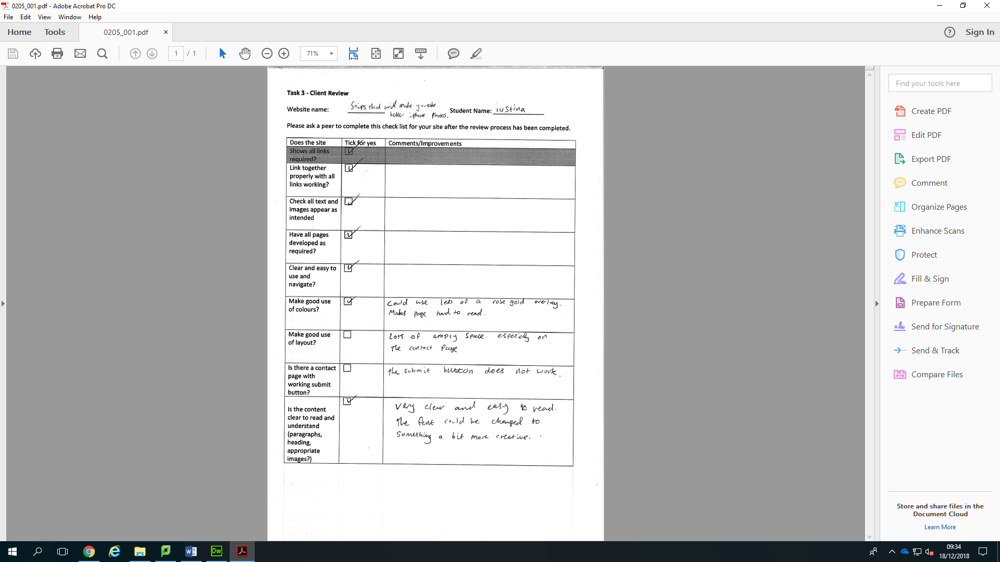 0205_001.pdf - Adobe Acrobat Pro DC
File Edit View Window Help
Home Tools 0205_001.pdf × ? Sign In
1 / 1 71%
Find your tools here
Create PDF
Edit PDF
Export PDF
Comment
Organize Pages
Enhance Scans
Protect
Fill & Sign
Prepare Form
Send for Signature
Send & Track
Compare Files
Store and share files in the
Document Cloud
Learn More
Task 3 - Client Review
Website name: 5 tips that will make you take
better iphone photos. Student Name: iustina
Please ask a peer to complete this check list for your site after the review process has been completed.
Does the site Tick for yes Comments/Improvements
Shows all links
required?
Link together
properly with all
links working?
Check all text and
images appear as
intended
Have all pages
developed as
required?
Clear and easy to
use and
navigate?
Make good use
of colours?
Could use less of a rose gold overlay.
Makes page hard to read.
Make good use
of layout?
Lots of empty space. especially on
the contact Page
Is there a contact
page with
working submit
button?
the submit button does not work.
Is the content
clear to read and
understand
(paragraphs,
heading,
appropriate
images?)
Very clear and easy to read.
the font could be changed to
Something a bit more creative.
Dw
09:34
18/12/2018